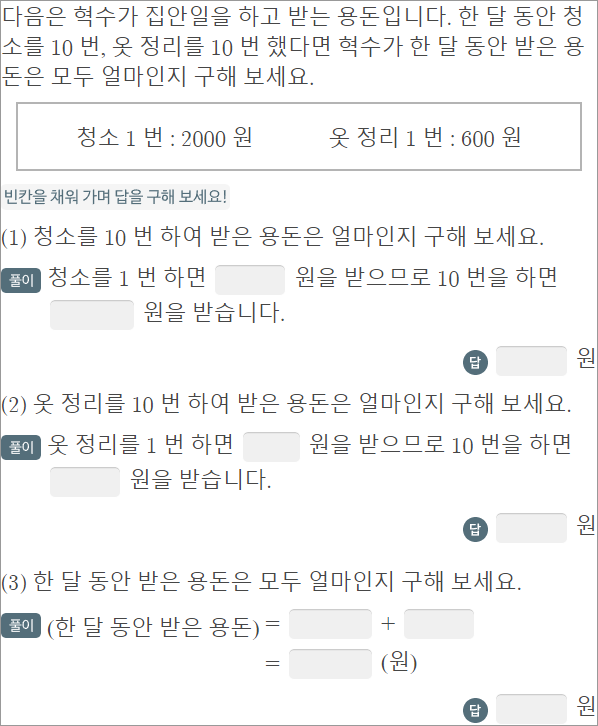 다음은 혁수가 집안일을 하고 받는 용돈입니다. 한 달 동안 청
소를 10 번, 옷 정리를 10 번 했다면 혁수가 한 달 동안 받은 용
돈은 모두 얼마인지 구해 보세요.
청소 1 번 : 2000 원 옷 정리 1 번 : 600 원
빈칸을 채워 가며 답을 구해 보세요!
(1) 청소를 10 번 하여 받은 용돈은 얼마인지 구해 보세요.
풀이 청소를 1 번 하면 원을 받으므로 10 번을 하면
원을 받습니다.
답 원
(2) 옷 정리를 10 번 하여 받은 용돈은 얼마인지 구해 보세요.
풀이 옷 정리를 1 번 하면 원을 받으므로 10 번을 하면
원을 받습니다.
답 원
(3) 한 달 동안 받은 용돈은 모두 얼마인지 구해 보세요.
풀이 (한 달 동안 받은 용돈) = +
= (원)
답 원